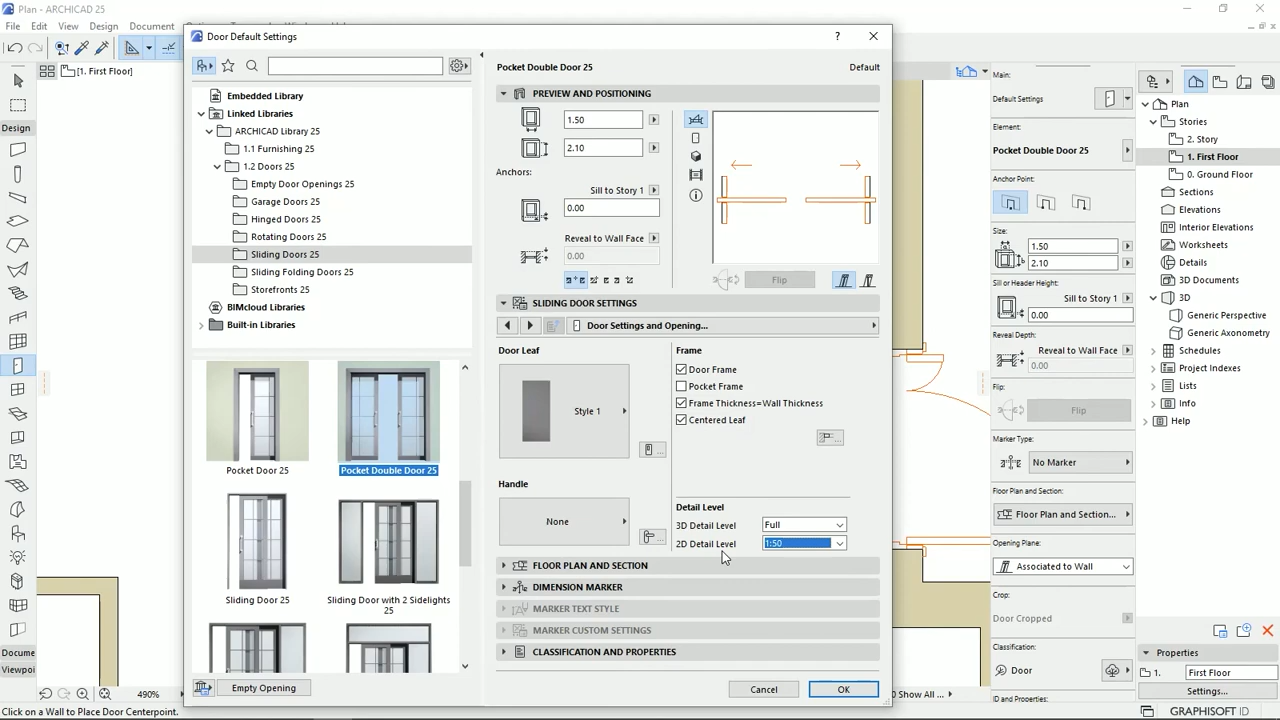 Plan - ARCHICAD 25
File
Edit
View
Design
Document
[1. First Floor]
Design
Docume
Viewpoi
Door Default Settings
?
Embedded Library
Linked Libraries
ARCHICAD Library 25
1.1 Furnishing 25
1.2 Doors 25
Empty Door Openings 25
Garage Doors 25
Hinged Doors 25
Rotating Doors 25
Sliding Doors 25
Sliding Folding Doors 25
Storefronts 25
BIMcloud Libraries
Built-in Libraries
Pocket Door 25
Pocket Double Door 25
Sliding Door 25
Sliding Door with 2 Sidelights
25
Empty Opening
Pocket Double Door 25
Default
PREVIEW AND POSITIONING
1.50
2.10
Anchors:
Sill to Story 1
0.00
Reveal to Wall Face
0.00
Flip
SLIDING DOOR SETTINGS
Door Settings and Opening...
Door Leaf
Style 1
Handle
None
Frame
Door Frame
Pocket Frame
Frame Thickness=Wall Thickness
Centered Leaf
Detail Level
3D Detail Level
Full
2D Detail Level
1:50
FLOOR PLAN AND SECTION
DIMENSION MARKER
MARKER TEXT STYLE
MARKER CUSTOM SETTINGS
CLASSIFICATION AND PROPERTIES
Cancel
OK
Main:
Default Settings
Element:
Pocket Double Door 25
Anchor Point:
Size:
1.50
2.10
Sill or Header Height:
Sill to Story 1
0.00
Reveal Depth:
Reveal to Wall Face
0.00
Flip:
Flip
Marker Type:
No Marker
Floor Plan and Section:
Floor Plan and Section...
Opening Plane:
Associated to Wall
Crop:
Door Cropped
Classification:
Door
ID and Properties:
Plan
Stories
2. Story
1. First Floor
0. Ground Floor
Sections
Elevations
Interior Elevations
Worksheets
Details
3D Documents
3D
Generic Perspective
Generic Axonometry
Schedules
Project Indexes
Lists
Info
Help
Properties
1.
First Floor
Settings...
GRAPHISOFT ID
490%
0 Show All ...
Click on a Wall to Place Door Centerpoint.